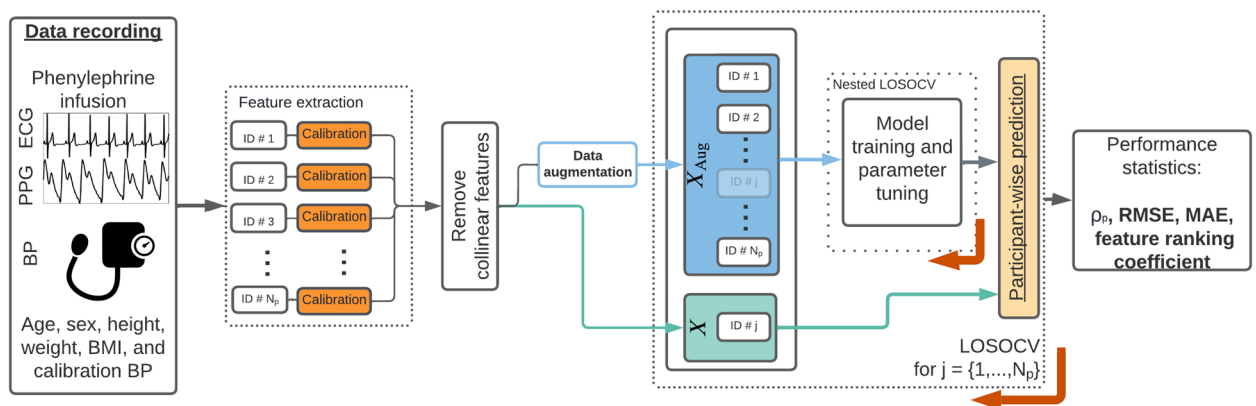 Data recording
Phenylephrine
infusion
ECG
PPG
BP
Age, sex, height,
weight, BMI, and
calibration BP
Feature extraction
ID # 1
Calibration
ID # 2
Calibration
ID # 3
Calibration
ID # Np
Calibration
Remove
collinear features
Data
augmentation
XAug
ID # 1
ID # 2
ID # j
ID # Np
X
ID # j
Nested LOSOCV
Model
training and
parameter
tuning
Participant-wise prediction
LOSOCV
for j = {1,...,Np}
Performance
statistics:
ρp, RMSE, MAE,
feature ranking
coefficient